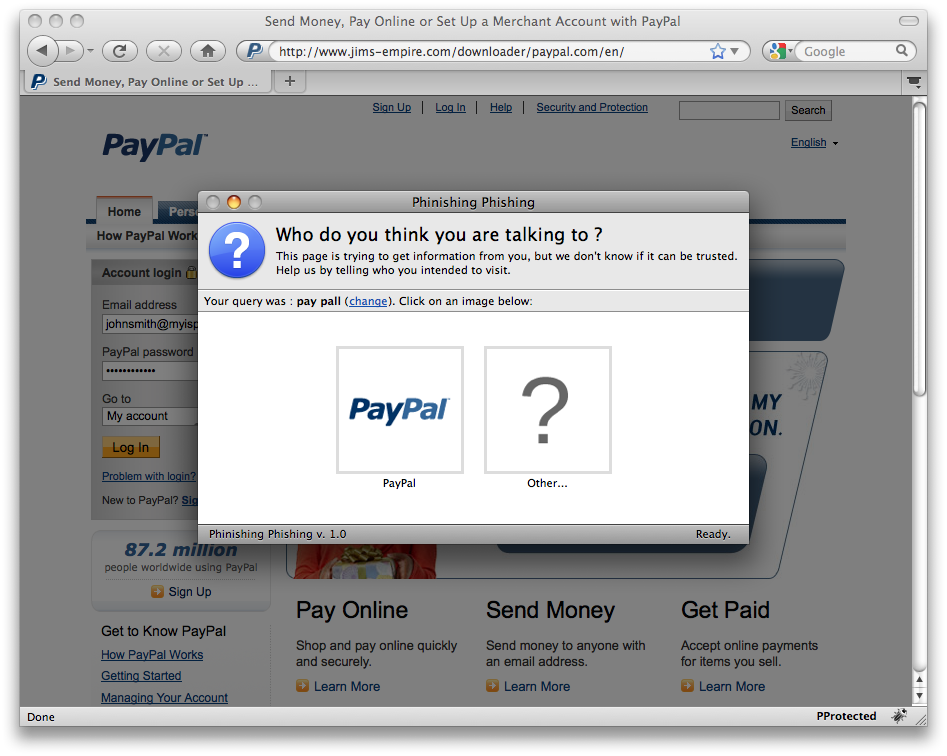 Send Money, Pay Online or Set Up a Merchant Account with PayPal
http://www.jims-empire.com/downloader/paypal.com/en/
Google
Send Money, Pay Online or Set Up ...
Sign Up | Log In | Help | Security and Protection
Search
PayPal™
English
Home
How PayPal Work
Account login
Email address
johnsmith@myisp
PayPal password
••••••••••••
Go to
My account
Log In
Problem with login?
New to PayPal? Sig
Phinishing Phishing
Who do you think you are talking to ?
This page is trying to get information from you, but we don't know if it can be trusted.
Help us by telling who you intended to visit.
Your query was : pay pall (change). Click on an image below:
PayPal
?
PayPal
Other...
Phinishing Phishing v. 1.0
Ready.
MY
ON.
87.2 million
people worldwide using PayPal
Sign Up
Get to Know PayPal
How PayPal Works
Getting Started
Managing Your Account
Pay Online
Shop and pay online quickly
and securely.
Learn More
Send Money
Send money to anyone with
an email address.
Learn More
Get Paid
Accept online payments
for items you sell.
Learn More
Done
PProtected